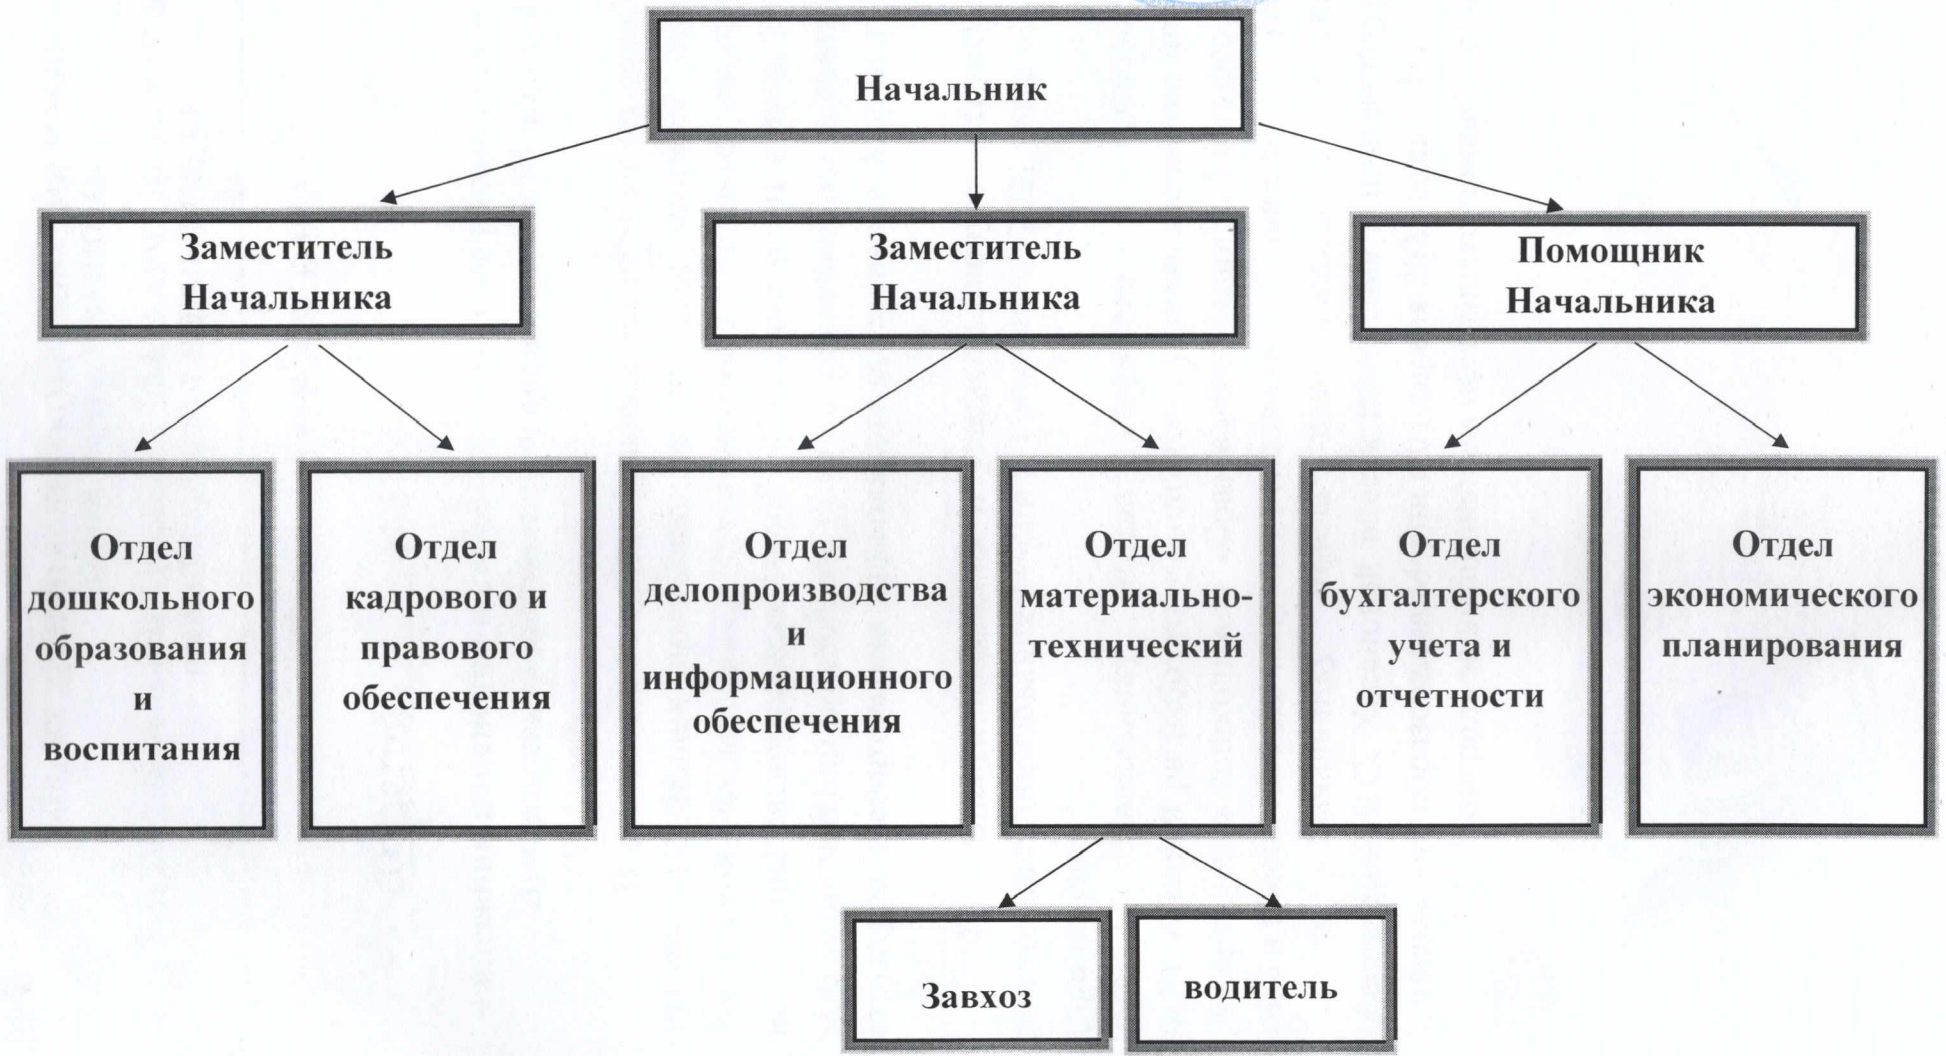 Начальник
Заместитель
Начальника
Заместитель
Начальника
Помощник
Начальника
Отдел
дошкольного
образования
и
воспитания
Отдел
кадрового и
правового
обеспечения
Отдел
делопроизводства
и
информационного
обеспечения
Отдел
материально-
технический
Отдел
бухгалтерского
учета и
отчетности
Отдел
экономического
планирования
Завхоз
водитель